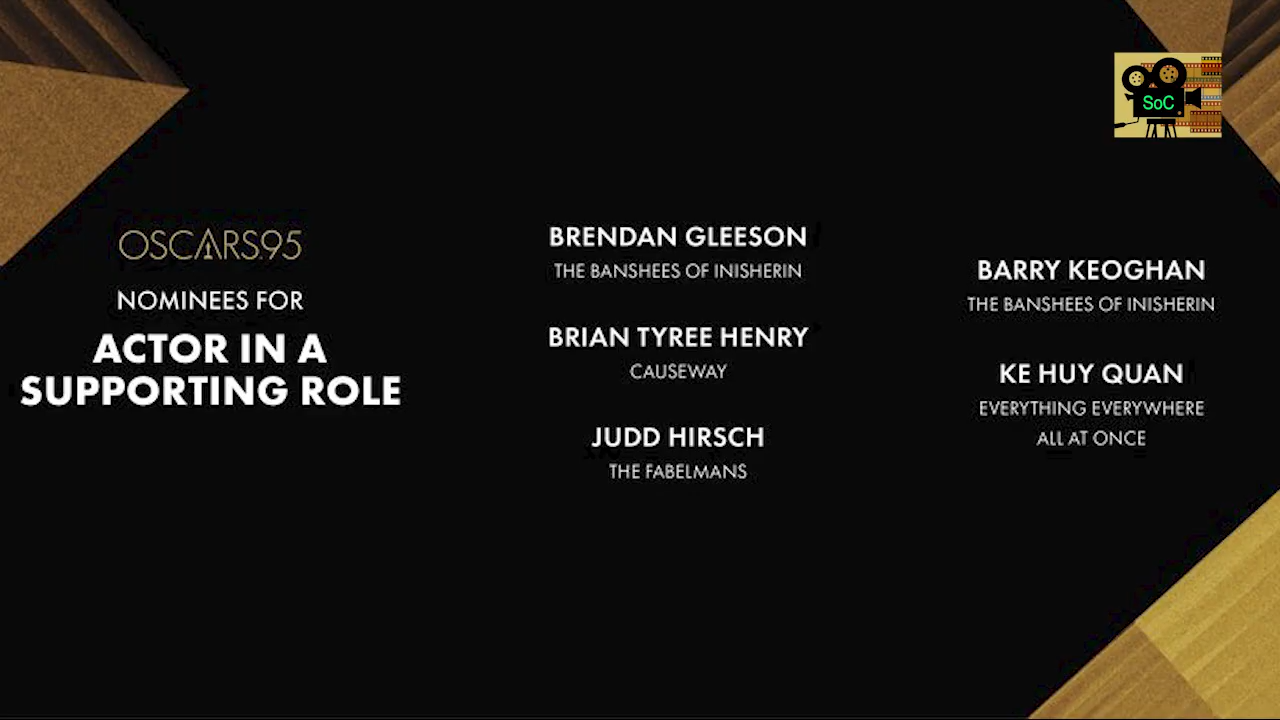 SoC
OSCARS95
NOMINEES FOR
ACTOR IN A
SUPPORTING ROLE
BRENDAN GLEESON
THE BANSHEES OF INISHERIN
BRIAN TYREE HENRY
CAUSEWAY
JUDD HIRSCH
THE FABELMANS
BARRY KEOGHAN
THE BANSHEES OF INISHERIN
KE HUY QUAN
EVERYTHING EVERYWHERE
ALL AT ONCE